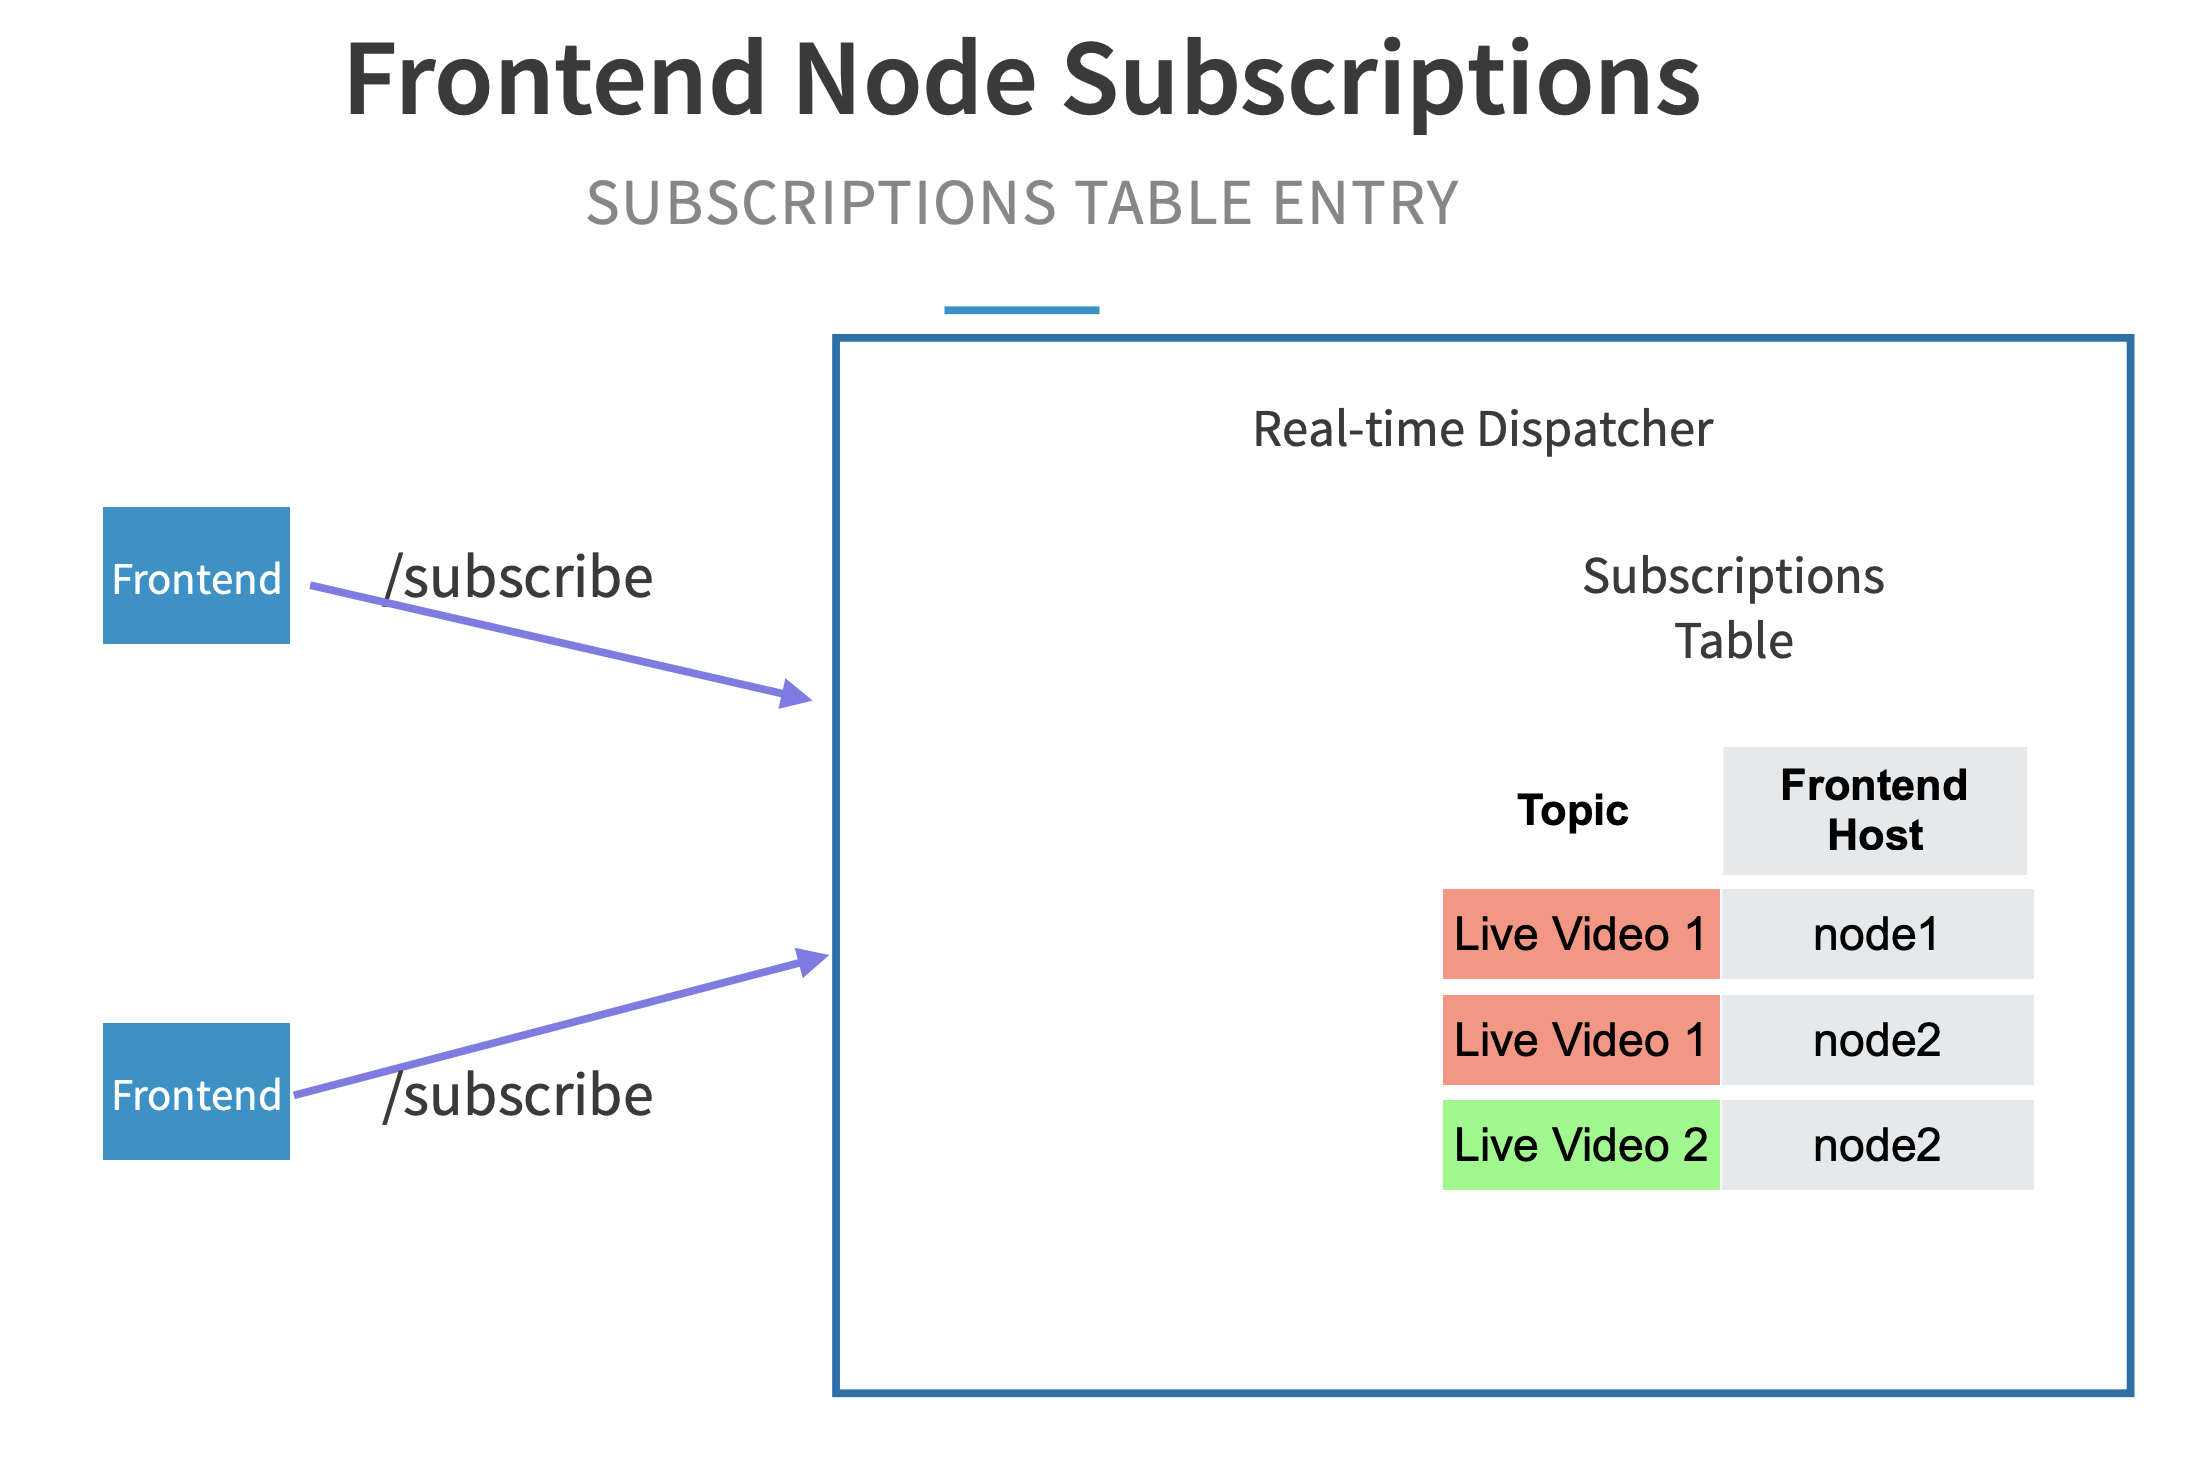 Frontend Node Subscriptions
SUBSCRIPTIONS TABLE ENTRY
Real-time Dispatcher
Frontend
/subscribe
Frontend
/subscribe
Subscriptions
Table
Topic
Frontend
Host
Live Video 1
node1
Live Video 1
node2
Live Video 2
node2